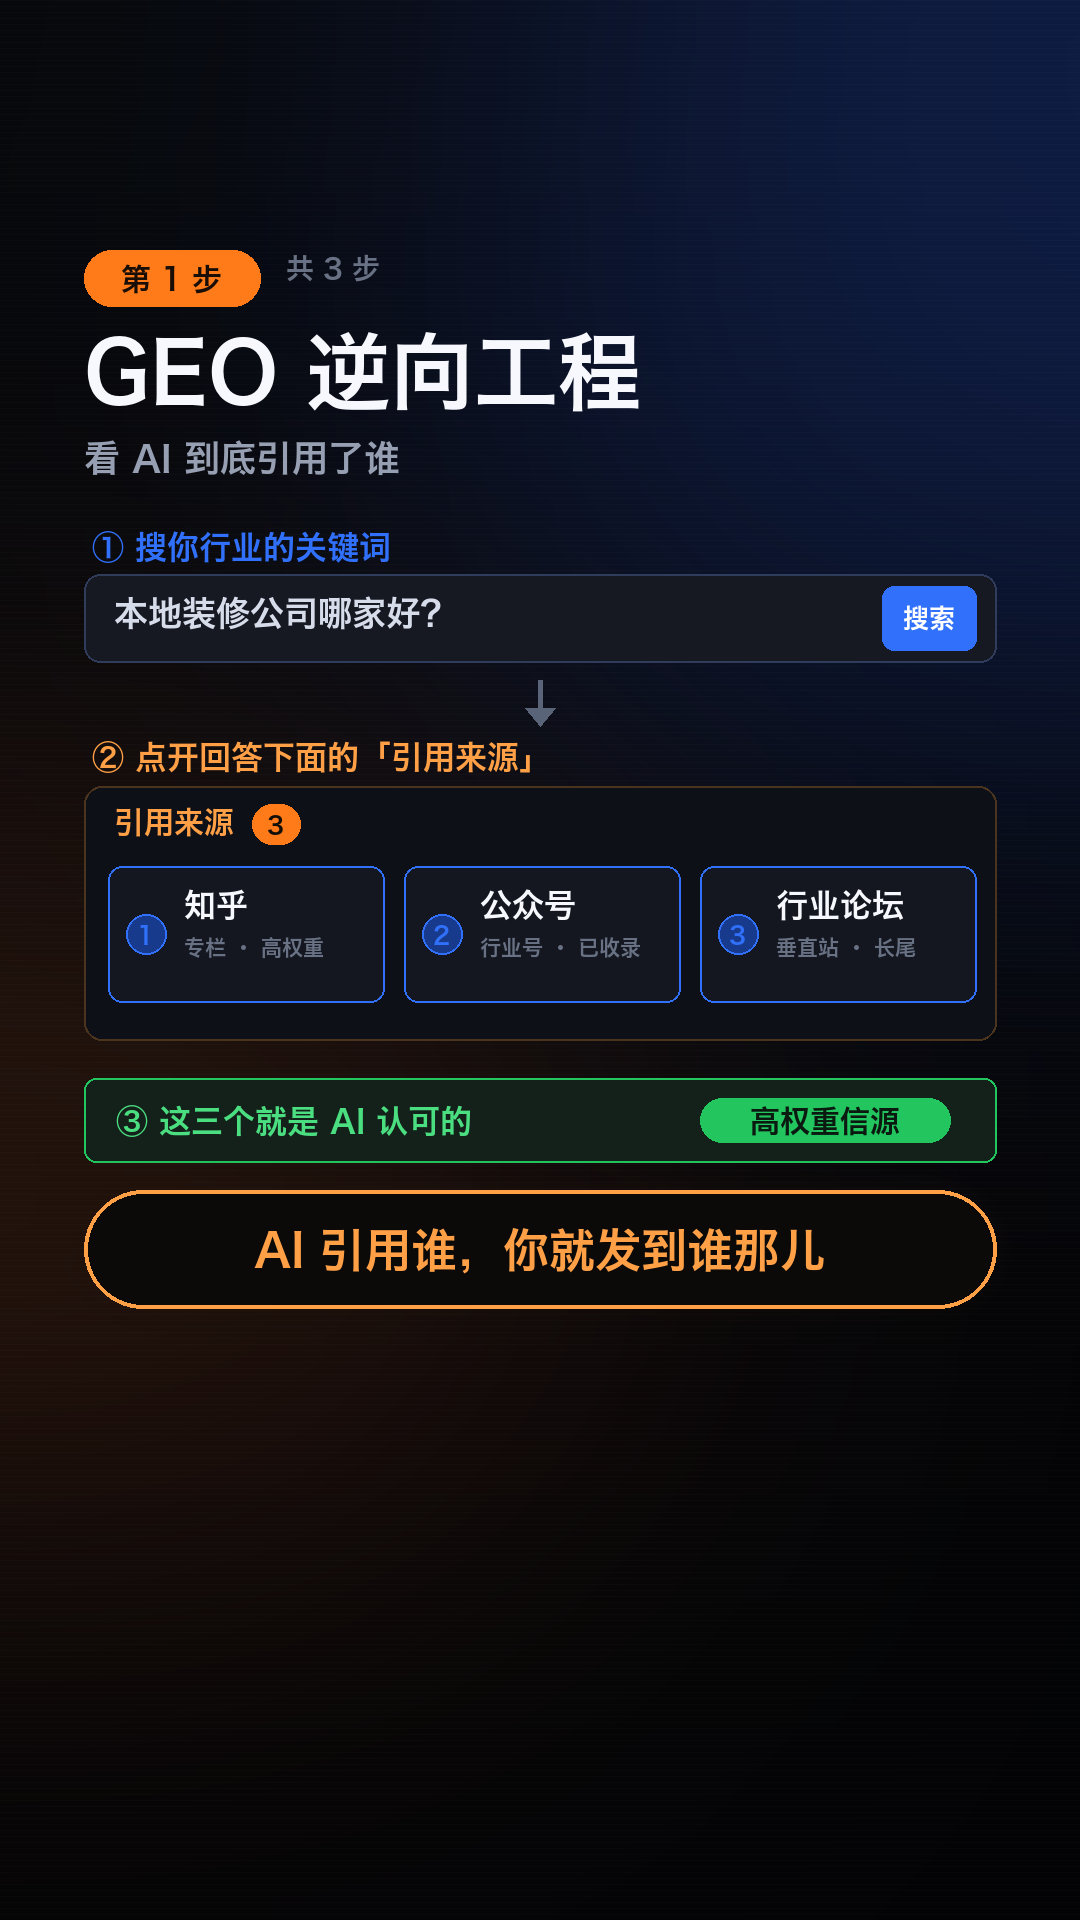 第 1 步
共 3 步
GEO 逆向工程
看 AI 到底引用了谁
① 搜你行业的关键词
本地装修公司哪家好?
搜索
② 点开回答下面的「引用来源」
引用来源 3
1
知乎
专栏 · 高权重
2
公众号
行业号 · 已收录
3
行业论坛
垂直站 · 长尾
③ 这三个就是 AI 认可的
高权重信源
AI 引用谁，你就发到谁那儿